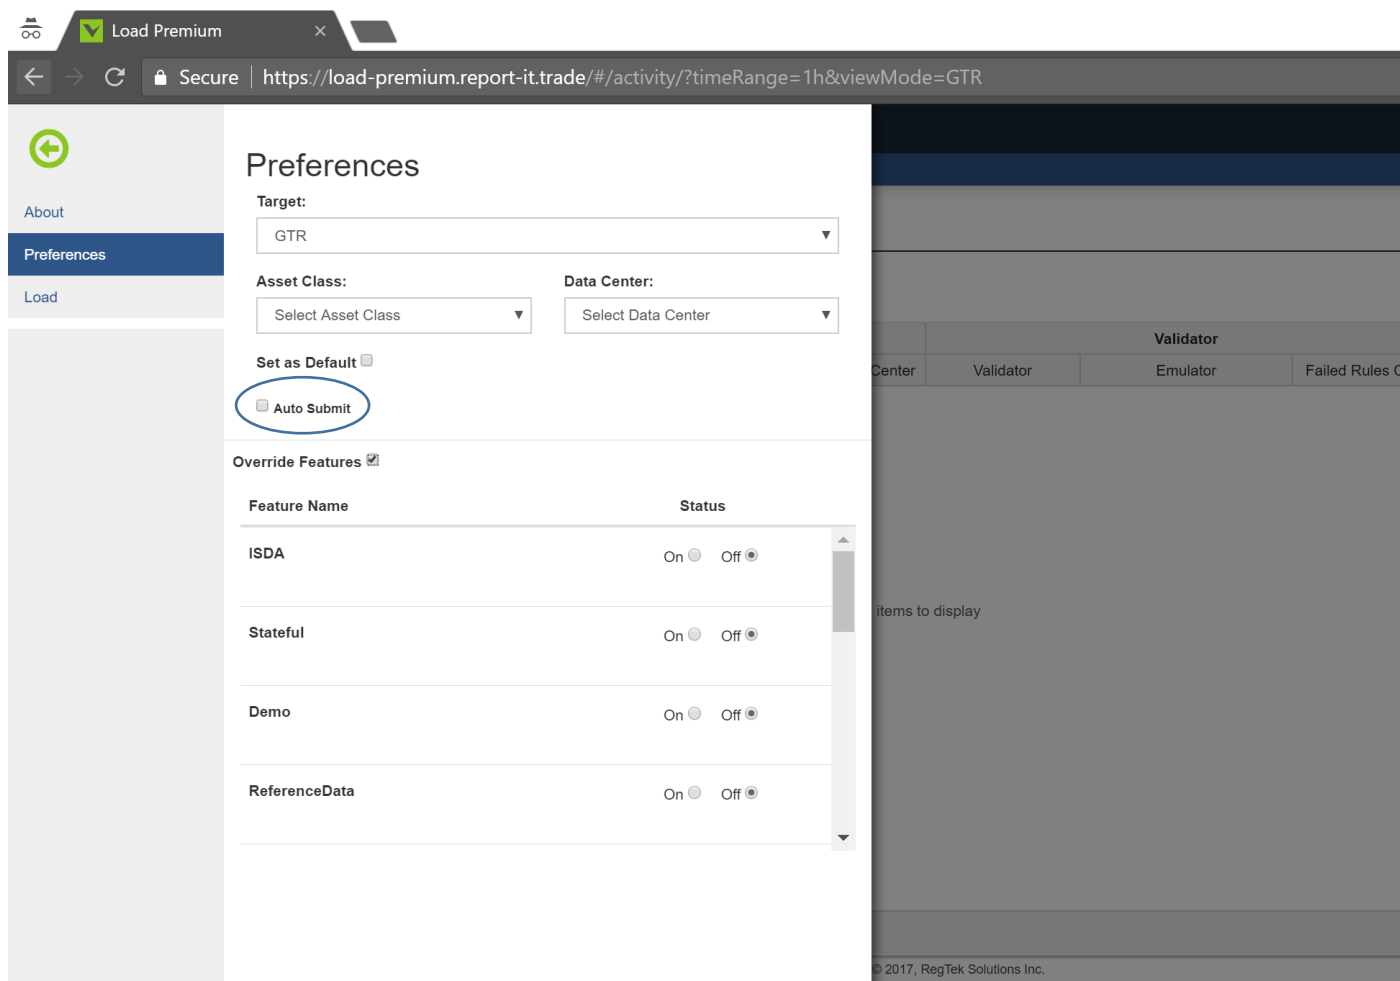 Load Premium
Secure https://load-premium.report-it.trade/#/activity/?timeRange=1h&viewMode=GTR
About
Preferences
Load
Preferences
Target:
GTR
Asset Class: Data Center:
Select Asset Class Select Data Center
Set as Default
Auto Submit
Override Features
Feature Name Status
ISDA On Off
Stateful On Off
Demo On Off
ReferenceData On Off
Validator
Center Validator Emulator Failed Rules C
items to display
© 2017, RegTek Solutions Inc.